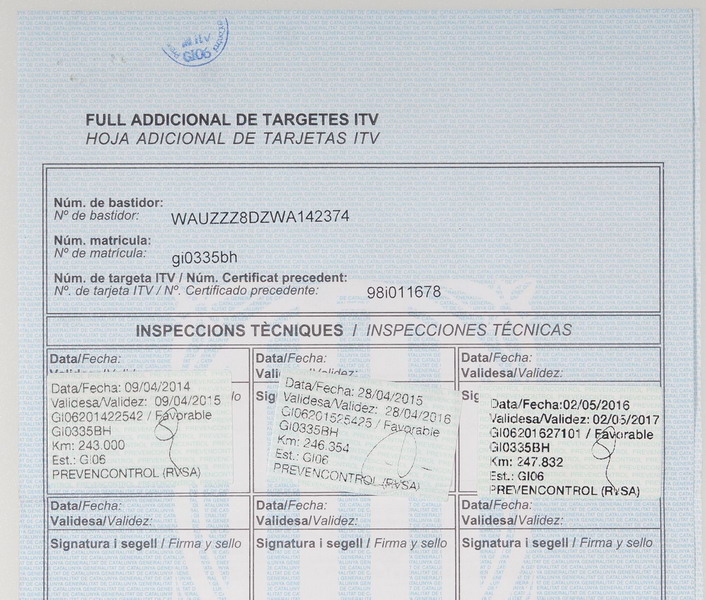 ITV
GI06
FULL ADDICIONAL DE TARGETES ITV
HOJA ADICIONAL DE TARJETAS ITV
Núm. de bastidor:
Nº de bastidor: WAUZZZ8DZWA142374
Núm. matricula:
Nº de matrícula: gi0335bh
Núm. de targeta ITV / Núm. Certificat precedent:
Nº. de tarjeta ITV / Nº. Certificado precedente: 98i011678
INSPECCIONS TÈCNIQUES / INSPECCIONES TÉCNICAS
Data/Fecha:
Validesa/Validez:
Data/Fecha: 09/04/2014
Validesa/Validez: 09/04/2015
GI06201422542 / Favorable
GI0335BH
Km: 243.000
Est.: GI06
PREVENCONTROL (RVSA)
Data/Fecha:
Data/Fecha: 28/04/2015
Validesa/Validez: 28/04/2016
GI06201525425 / Favorable
GI0335BH
Km: 246.354
Est.: GI06
PREVENCONTROL (RVSA)
Data/Fecha:
Validesa/Validez:
Data/Fecha:02/05/2016
Validesa/Validez: 02/05/2017
GI06201627101 / Favorable
GI0335BH
Km: 247.832
Est.: GI06
PREVENCONTROL (RVSA)
Data/Fecha:
Validesa/Validez:
Signatura i segell / Firma y sello
Data/Fecha:
Validesa/Validez:
Signatura i segell / Firma y sello
Data/Fecha:
Validesa/Validez:
Signatura i segell / Firma y sello